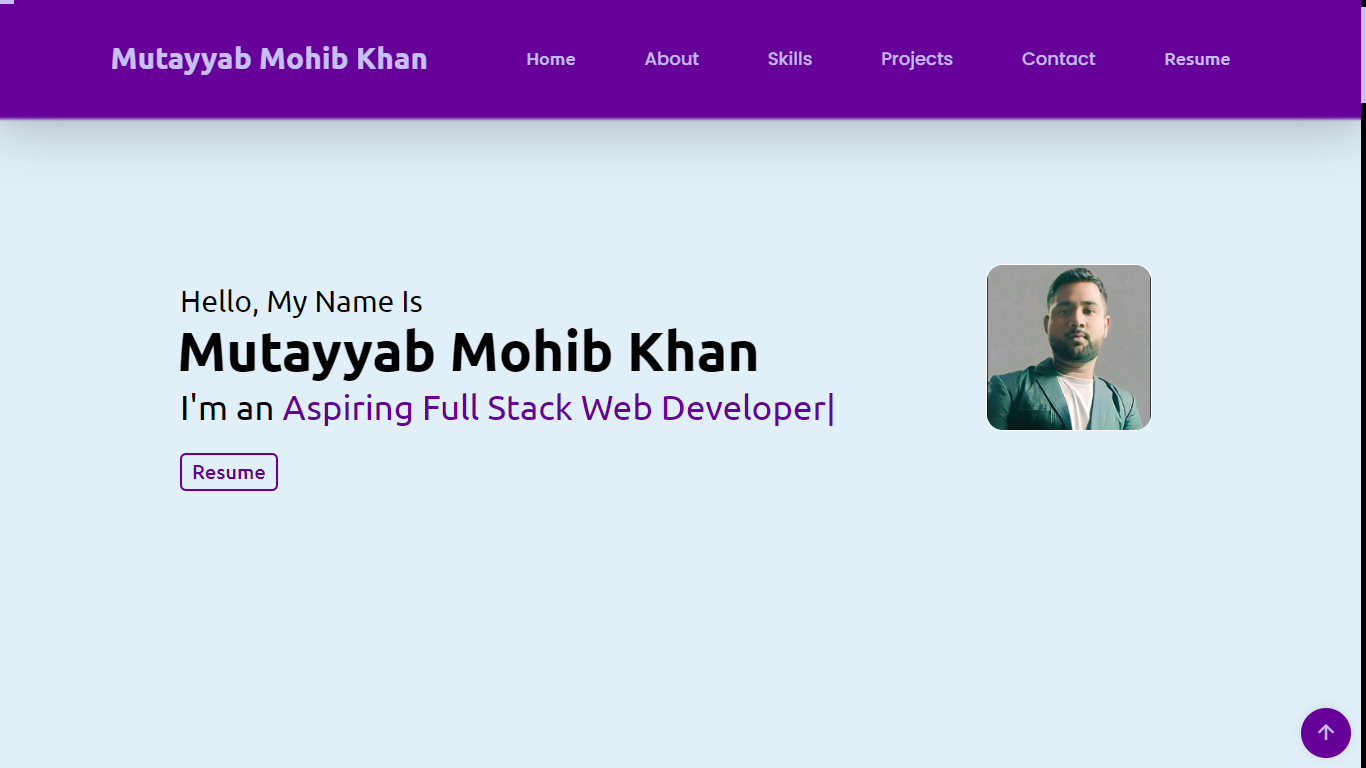 Mutayyab Mohib Khan Home About Skills Projects Contact Resume
Hello, My Name Is
Mutayyab Mohib Khan
I'm an Aspiring Full Stack Web Developer|
Resume